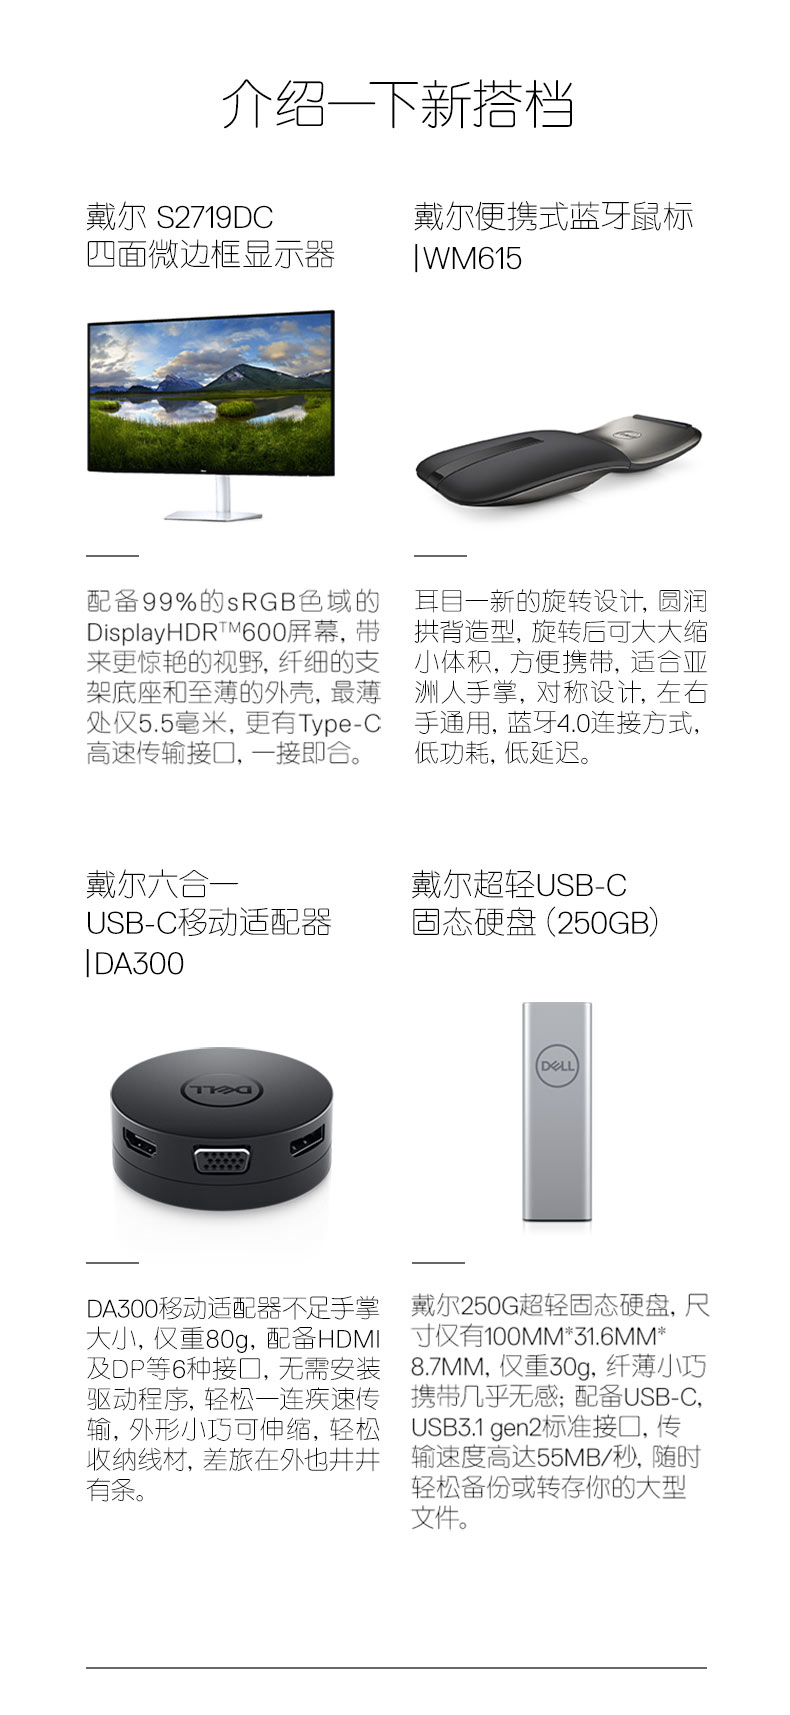 介绍一下新搭档
戴尔 S2719DC
四面微边框显示器
戴尔便携式蓝牙鼠标
|WM615
配备99%的sRGB色域的
DisplayHDR™600屏幕, 带
来更惊艳的视野, 纤细的支
架底座和至薄的外壳, 最薄
处仅5.5毫米, 更有Type-C
高速传输接口, 一接即合。
耳目一新的旋转设计, 圆润
拱背造型, 旋转后可大大缩
小体积, 方便携带, 适合亚
洲人手掌, 对称设计, 左右
手通用, 蓝牙4.0连接方式,
低功耗, 低延迟。
戴尔六合一
USB-C移动适配器
|DA300
戴尔超轻USB-C
固态硬盘（250GB）
DELL
DELL
DA300移动适配器不足手掌
大小, 仅重80g, 配备HDMI
及DP等6种接口, 无需安装
驱动程序, 轻松一连疾速传
输, 外形小巧可伸缩, 轻松
收纳线材, 差旅在外也井井
有条。
戴尔250G超轻固态硬盘, 尺
寸仅有100MM*31.6MM*
8.7MM, 仅重30g, 纤薄小巧
携带几乎无感; 配备USB-C,
USB3.1 gen2标准接口, 传
输速度高达55MB/秒, 随时
轻松备份或转存你的大型
文件。